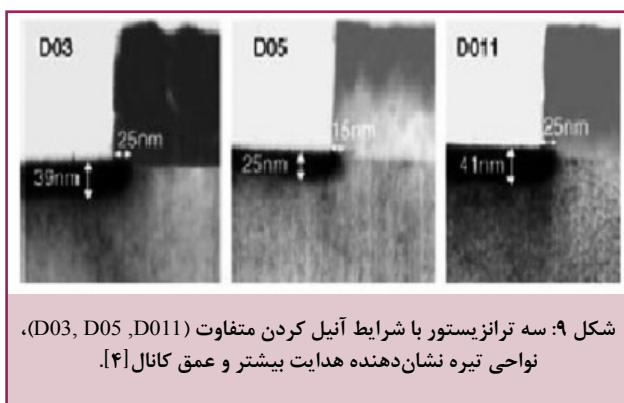 D03
D05
D011
25nm
15nm
25nm
39nm
25nm
41nm
شکل ۹: سه ترانزیستور با شرایط آنیل کردن متفاوت (D03, D05 ,D011)،
نواحی تیره نشان‌دهنده هدایت بیشتر و عمق کانال[۴].